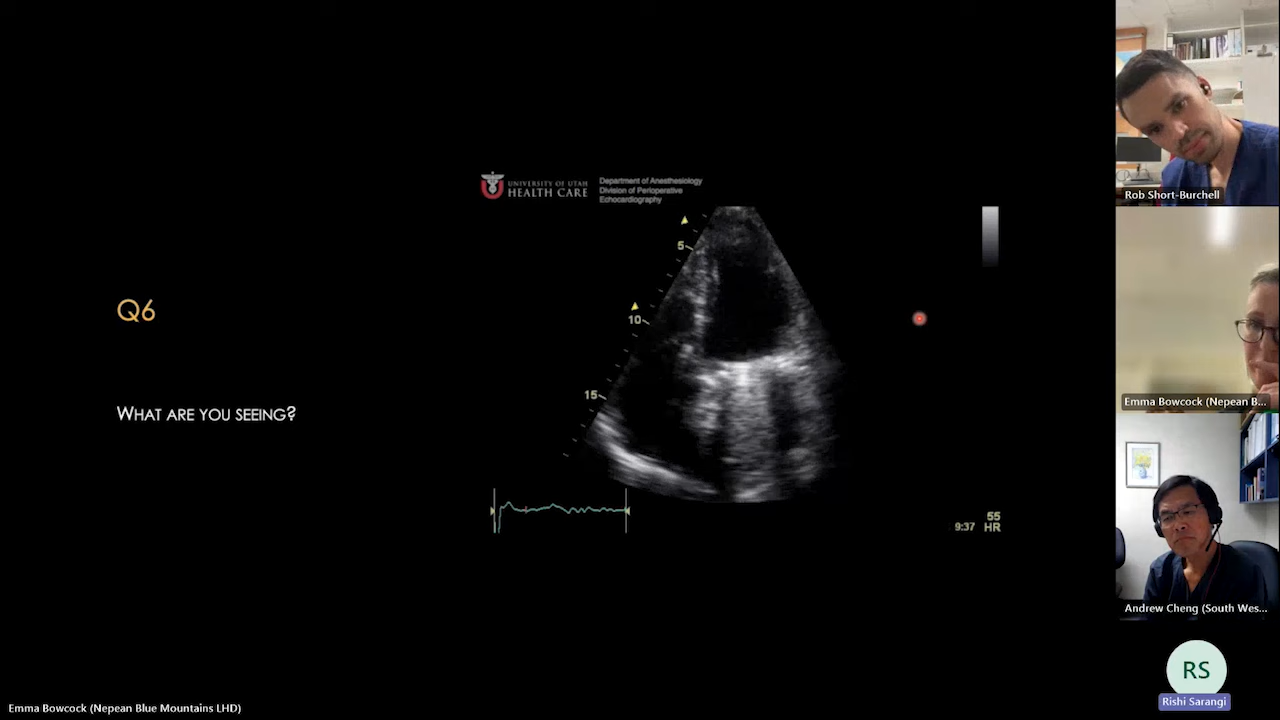 UNIVERSITY OF UTAH
HEALTH CARE
Department of Anesthesiology
Division of Perioperative
Echocardiography
5
10
15
Q6
WHAT ARE YOU SEEING?
55
9:37 HR
Rob Short-Burchell
Emma Bowcock (Nepean B...
Andrew Cheng (South Wes...
RS
Rishi Sarangi
Emma Bowcock (Nepean Blue Mountains LHD)